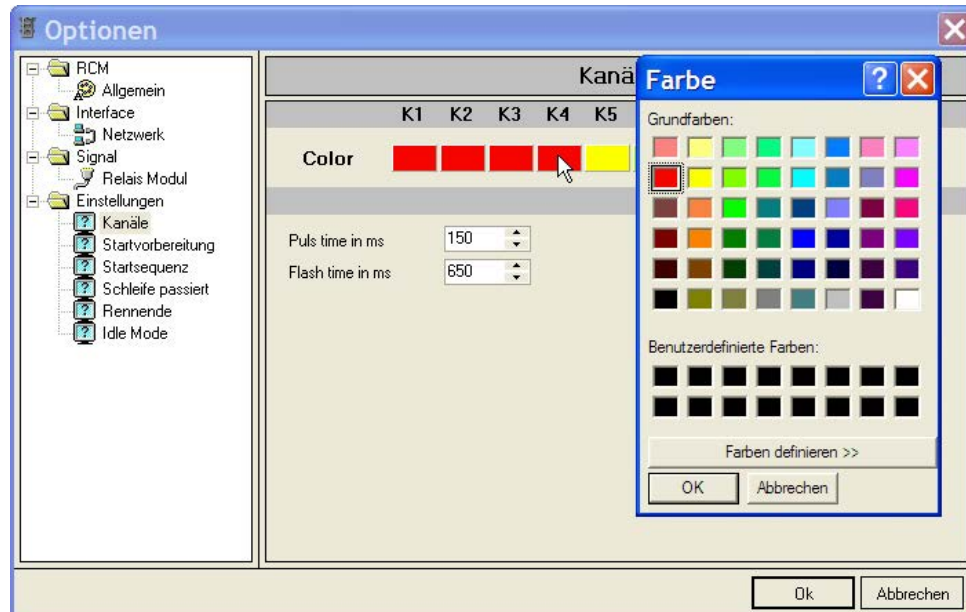 Optionen
RCM
Allgemein
Interface
Netzwerk
Signal
Relais Modul
Einstellungen
Kanäle
Startvorbereitung
Startsequenz
Schleife passiert
Rennende
Idle Mode
Kanä
K1 K2 K3 K4 K5
Color
Puls time in ms 150
Flash time in ms 650
Farbe
Grundfarben:
Benutzerdefinierte Farben:
Farben definieren >>
OK Abbrechen
Ok Abbrechen